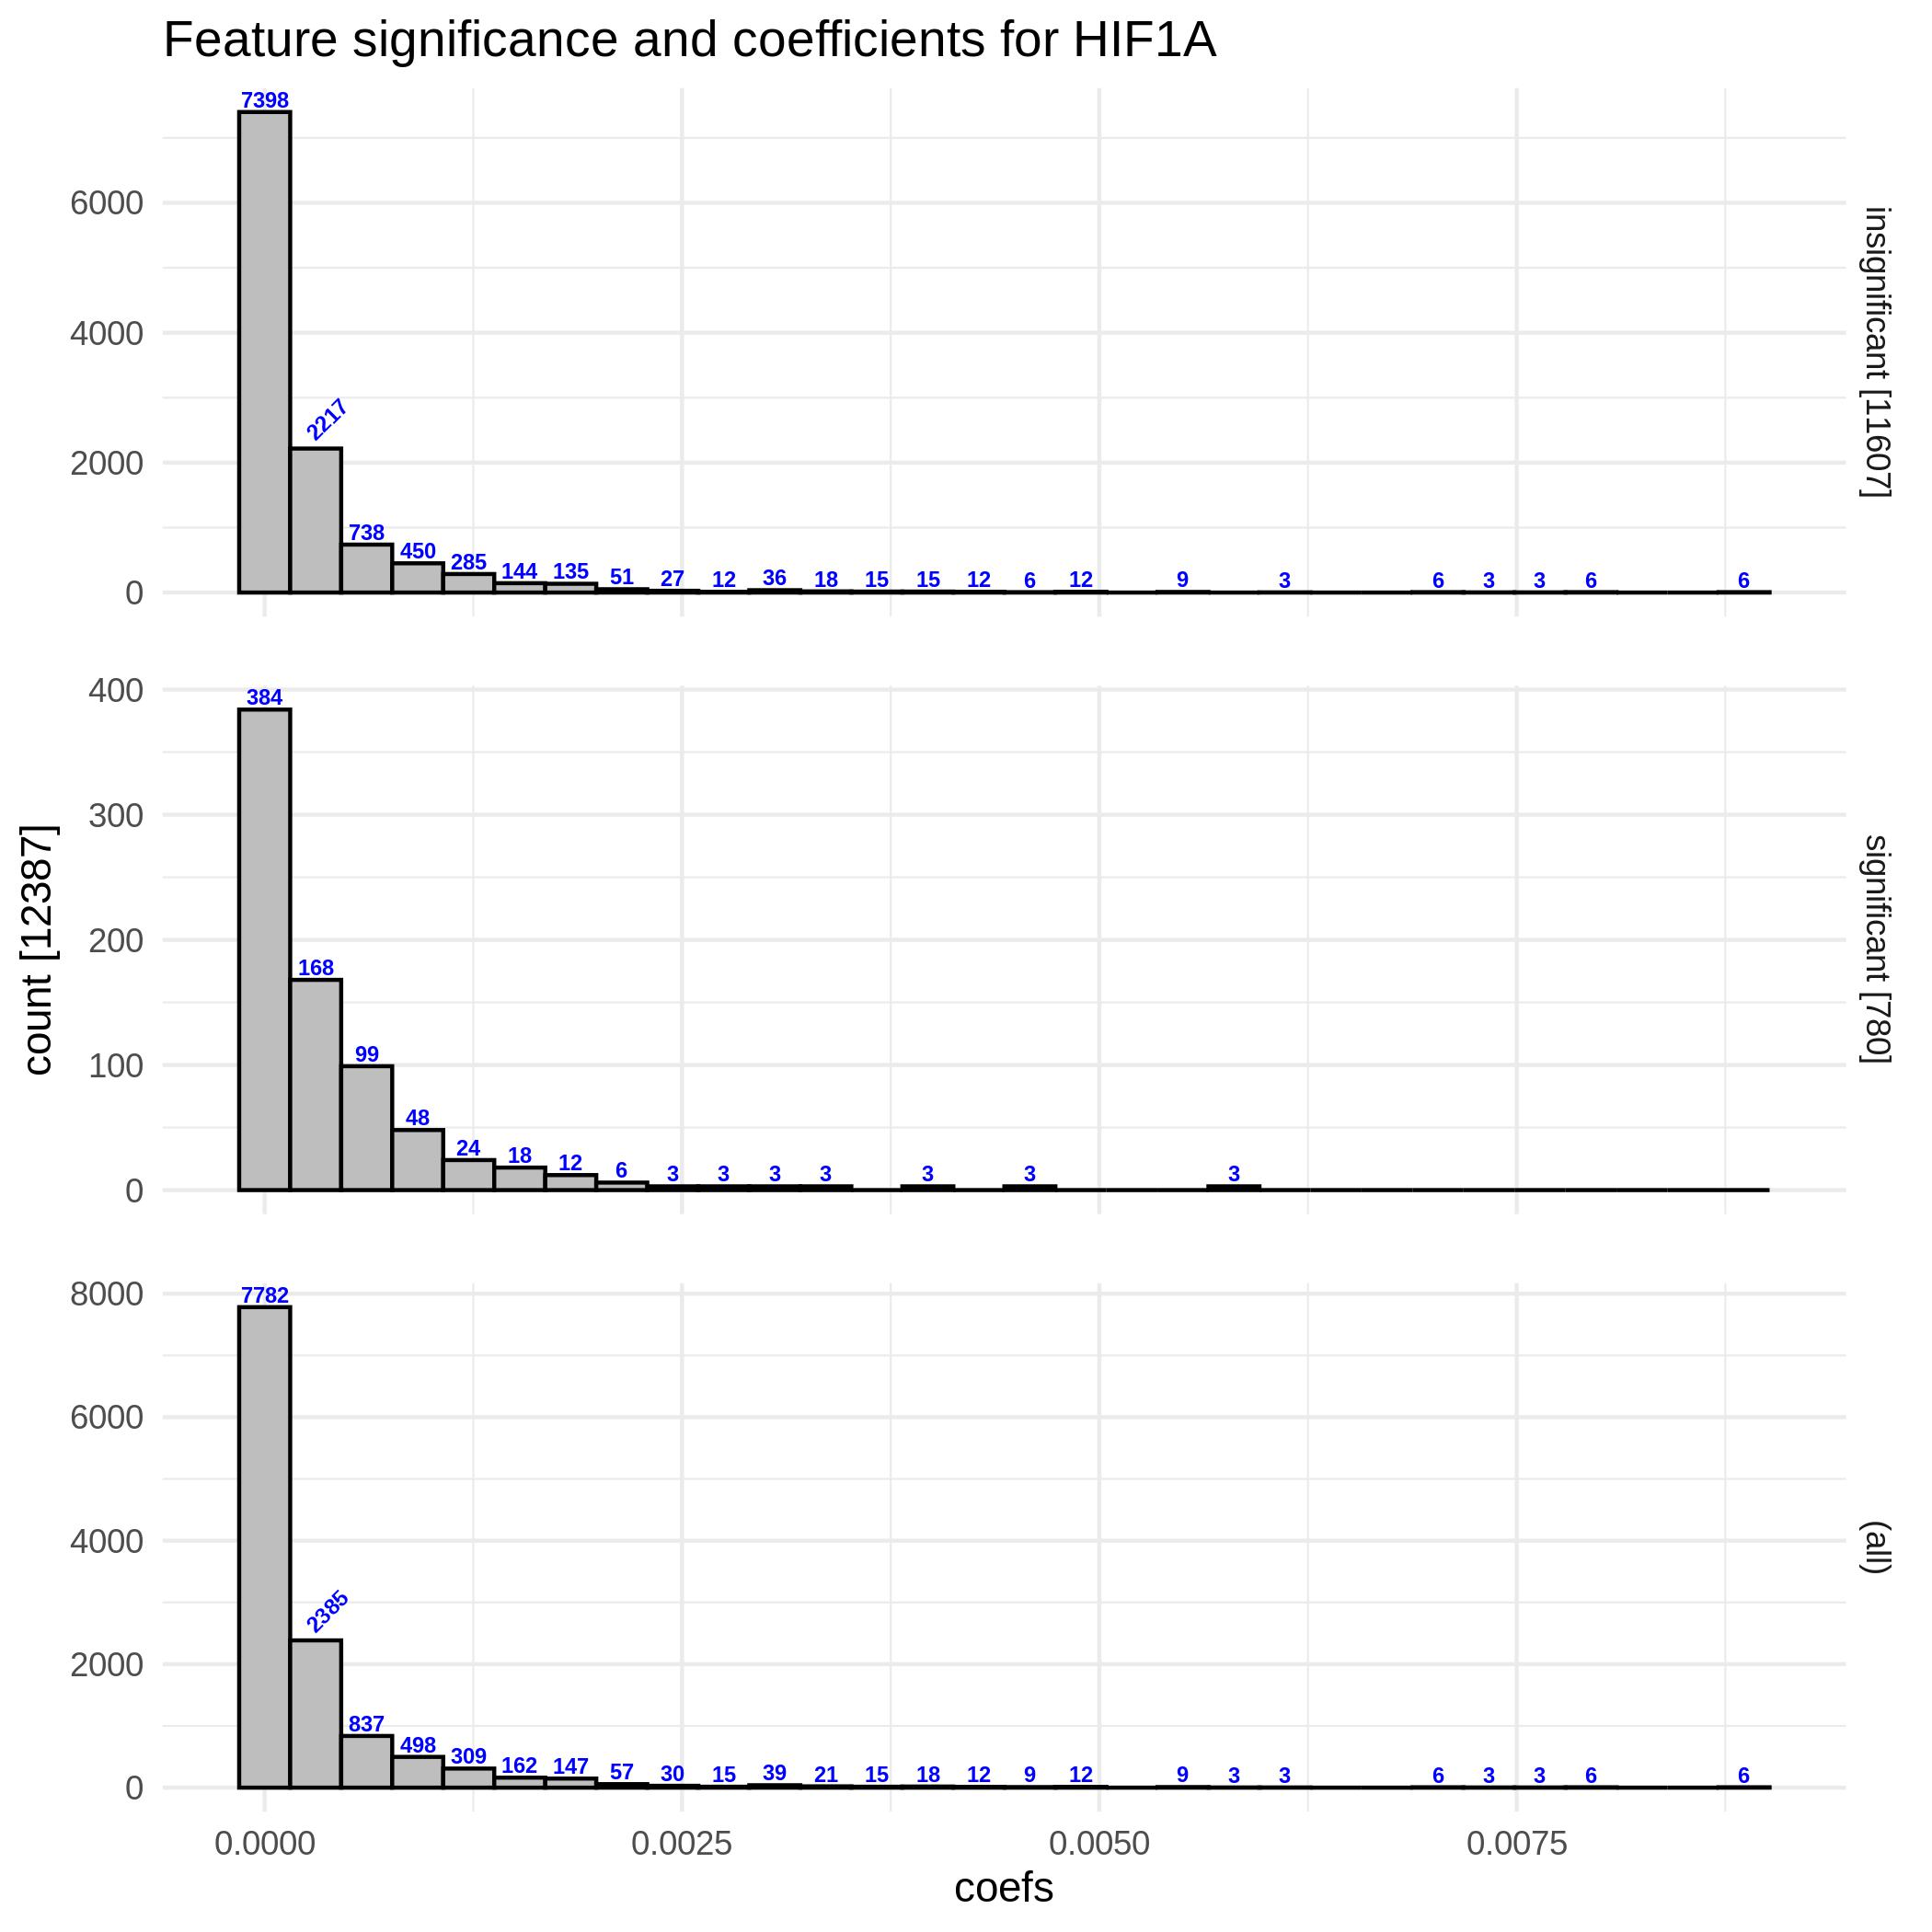 Feature significance and coefficients for HIF1A
count [12387]
7398
2217
738 450 285 144 135 51 27 12 36 18 15 15 12 6 12 9 3 6 3 3 6 6
6000
4000
2000
0
insignificant [11607]
384
168
99
48
24 18 12 6 3 3 3 3 3 3 3
400
300
200
100
0
significant [780]
7782
2385
837 498 309 162 147 57 30 15 39 21 15 18 12 9 12 9 3 3 6 3 3 6 6
8000
6000
4000
2000
0
(all)
0.0000 0.0025 0.0050 0.0075
coefs